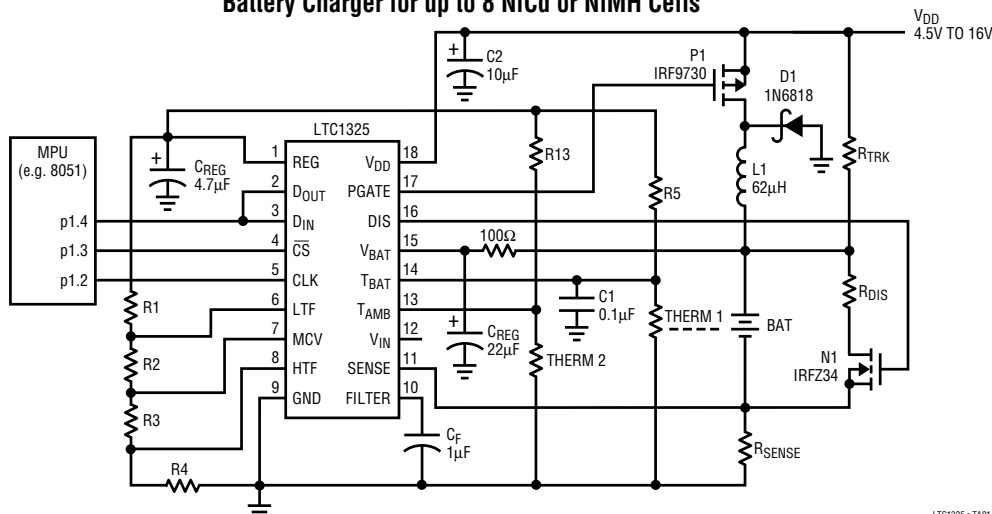 Battery Charger for up to 8 NiCd or NiMH Cells
VDD
4.5V TO 16V
P1
IRF9730
D1
1N6818
+
C2
10µF
LTC1325
MPU
(e.g. 8051)
p1.4
p1.3
p1.2
+
CREG
4.7µF
1 REG
2 DOUT
3 DIN
4 CS
5 CLK
6 LTF
7 MCV
8 HTF
9 GND
VDD 18
PGATE 17
DIS 16
VBAT 15
TBAT 14
TAMB 13
VIN 12
SENSE 11
FILTER 10
R13
R5
L1
62µH
RTRK
100Ω
C1
0.1µF
+
CREG
22µF
THERM 1
THERM 2
BAT
RDIS
N1
IRFZ34
R1
R2
R3
R4
CF
1µF
RSENSE